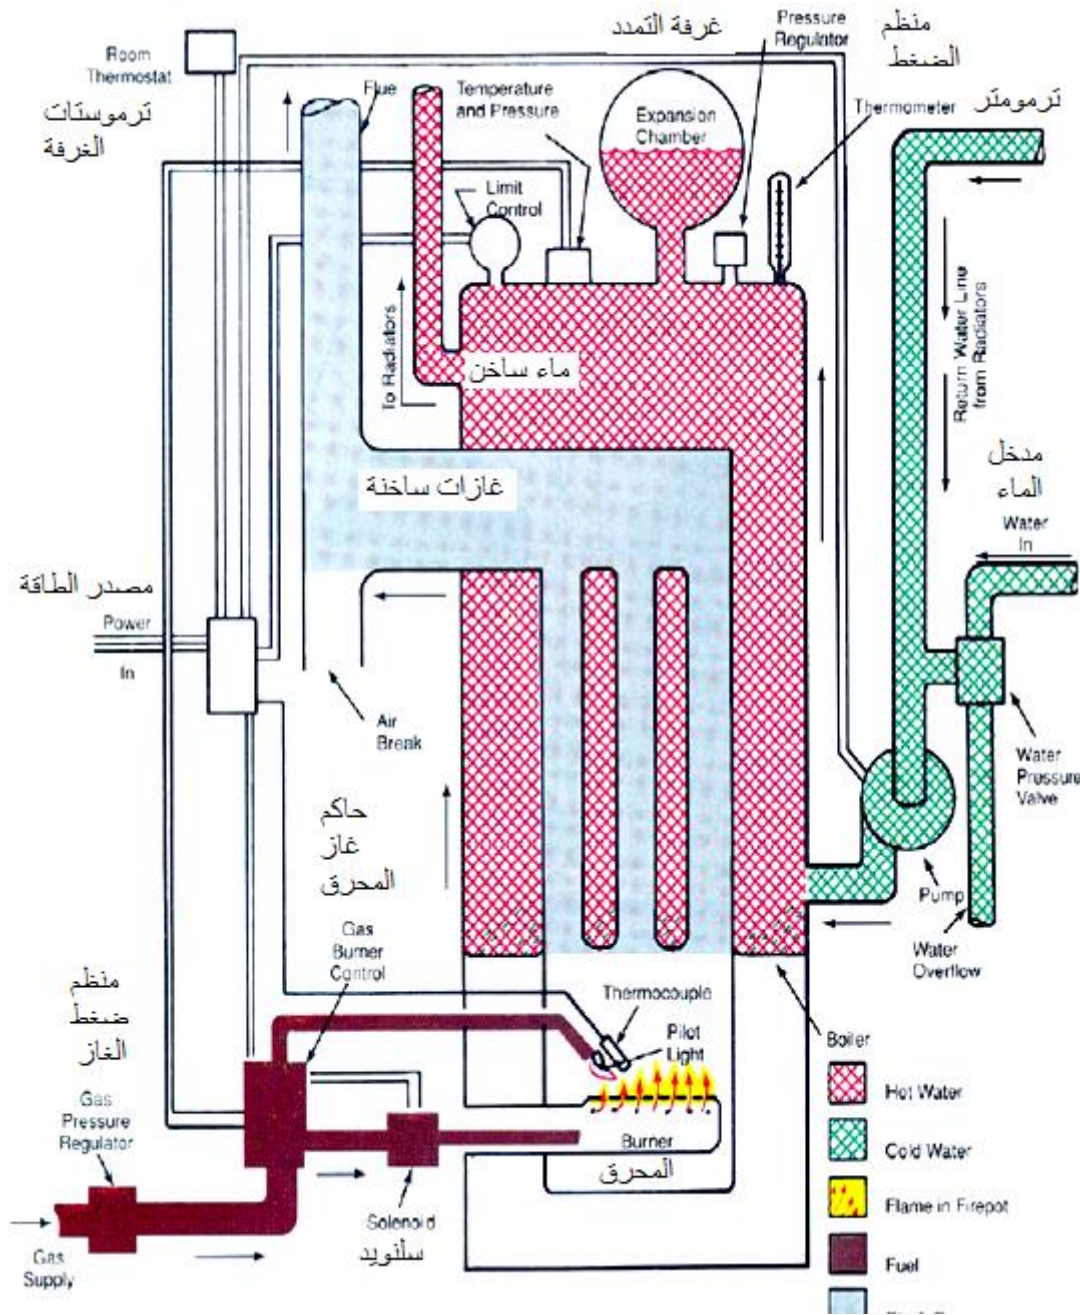 غرفة التمدد
Pressure
Regulator
منظم
الضغط
Room
Thermostat
ترموستات
الغرفة
Flue
Temperature
and Pressure
Expansion
Chamber
Thermometer
ترمومتر
Limit
Control
To Radiators
ماء ساخن
Return Water Line
from Radiators
غازات ساخنة
مدخل
الماء
Water
In
مصدر الطاقة
Power
In
Air
Break
Water
Pressure
Valve
حاكم
غاز
المحرق
Gas
Burner
Control
Pump
Water
Overflow
منظم
ضغط
الغاز
Gas
Pressure
Regulator
Thermocouple
Pilot
Light
Boiler
Burner
المحرق
Solenoid
سلنويد
Gas
Supply
Hot Water
Cold Water
Flame in Firepot
Fuel